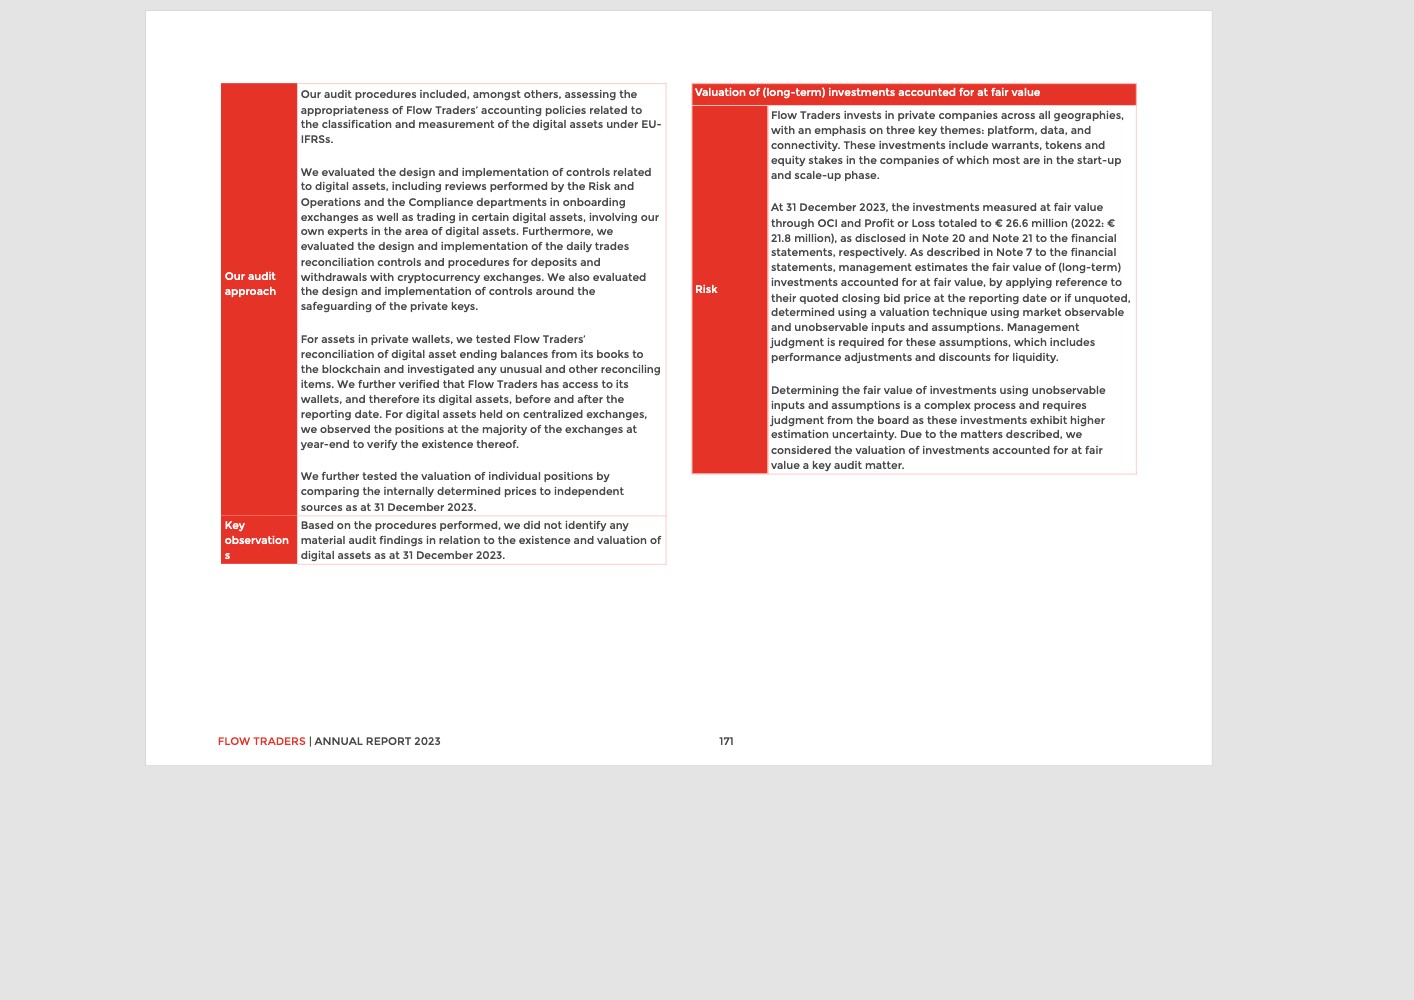 Our audit
approach
Our audit procedures included, amongst others, assessing the
appropriateness of Flow Traders’ accounting policies related to
the classification and measurement of the digital assets under EU-
IFRSs.
We evaluated the design and implementation of controls related
to digital assets, including reviews performed by the Risk and
Operations and the Compliance departments in onboarding
exchanges as well as trading in certain digital assets, involving our
own experts in the area of digital assets. Furthermore, we
evaluated the design and implementation of the daily trades
reconciliation controls and procedures for deposits and
withdrawals with cryptocurrency exchanges. We also evaluated
the design and implementation of controls around the
safeguarding of the private keys.
For assets in private wallets, we tested Flow Traders’
reconciliation of digital asset ending balances from its books to
the blockchain and investigated any unusual and other reconciling
items. We further verified that Flow Traders has access to its
wallets, and therefore its digital assets, before and after the
reporting date. For digital assets held on centralized exchanges,
we observed the positions at the majority of the exchanges at
year-end to verify the existence thereof.
We further tested the valuation of individual positions by
comparing the internally determined prices to independent
sources as at 31 December 2023.
Key
observation
s
Based on the procedures performed, we did not identify any
material audit findings in relation to the existence and valuation of
digital assets as at 31 December 2023.
Valuation of (long-term) investments accounted for at fair value
Risk
Flow Traders invests in private companies across all geographies,
with an emphasis on three key themes: platform, data, and
connectivity. These investments include warrants, tokens and
equity stakes in the companies of which most are in the start-up
and scale-up phase.
At 31 December 2023, the investments measured at fair value
through OCI and Profit or Loss totaled to € 26.6 million (2022: €
21.8 million), as disclosed in Note 20 and Note 21 to the financial
statements, respectively. As described in Note 7 to the financial
statements, management estimates the fair value of (long-term)
investments accounted for at fair value, by applying reference to
their quoted closing bid price at the reporting date or if unquoted,
determined using a valuation technique using market observable
and unobservable inputs and assumptions. Management
judgment is required for these assumptions, which includes
performance adjustments and discounts for liquidity.
Determining the fair value of investments using unobservable
inputs and assumptions is a complex process and requires
judgment from the board as these investments exhibit higher
estimation uncertainty. Due to the matters described, we
considered the valuation of investments accounted for at fair
value a key audit matter.
FLOW TRADERS | ANNUAL REPORT 2023
171